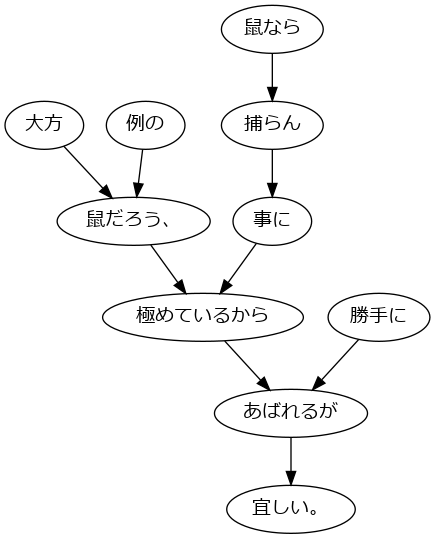 鼠なら
大方
例の
捕らん
鼠だろう、
事に
極めているから
勝手に
あばれるが
宜しい。